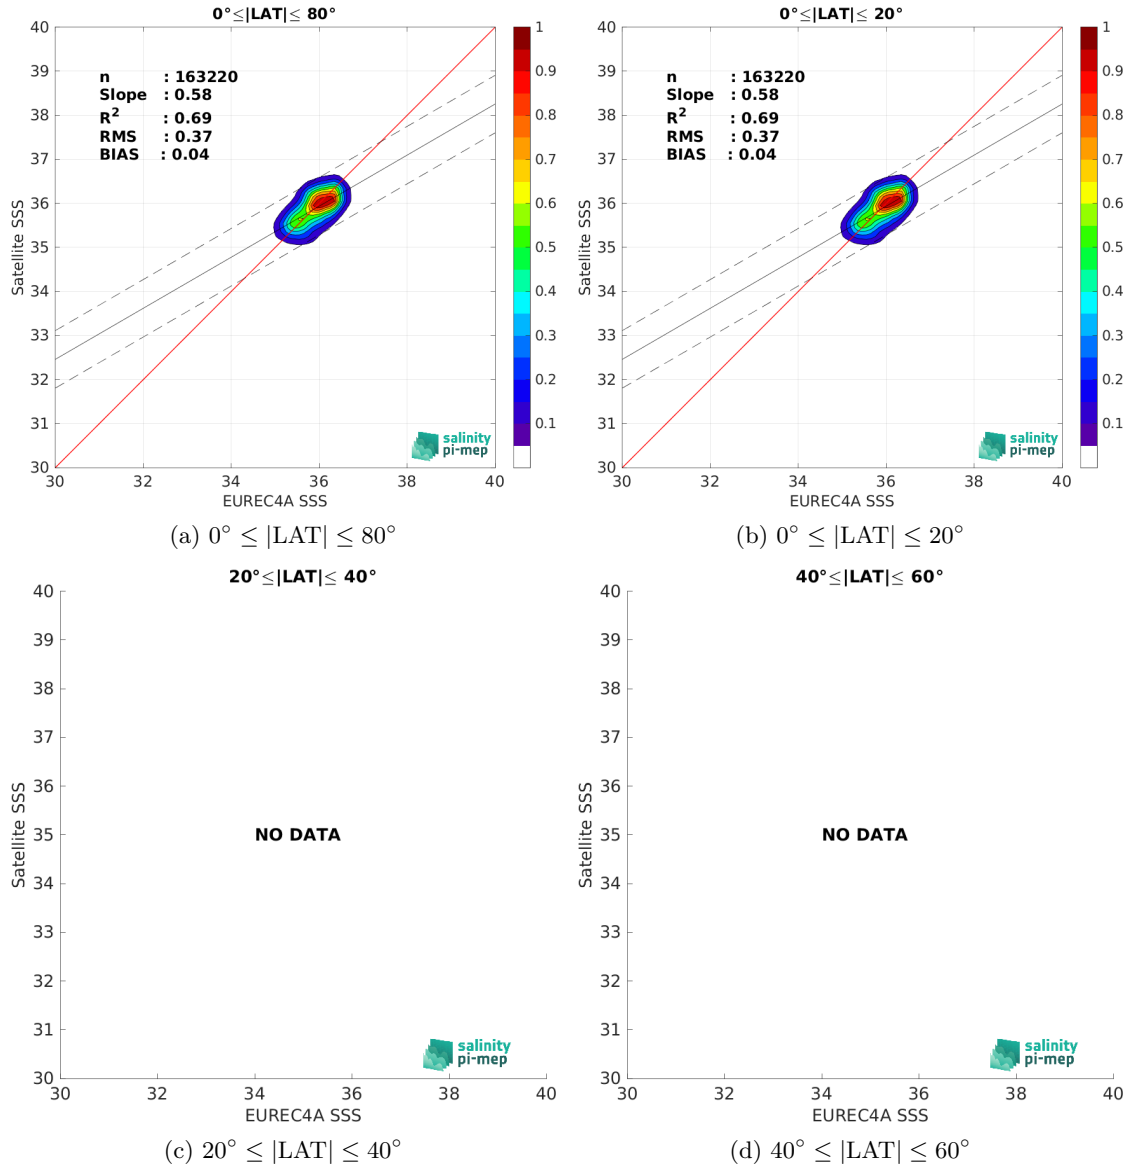 0°≤|LAT|≤ 80°
40
39
38
37
36
35
34
33
32
31
30
Satellite SSS
n : 163220
Slope : 0.58
R² : 0.69
RMS : 0.37
BIAS : 0.04
salinity
pi-mep
30 32 34 36 38 40
EUREC4A SSS
1
0.9
0.8
0.7
0.6
0.5
0.4
0.3
0.2
0.1
(a) 0° ≤ |LAT| ≤ 80°
0°≤|LAT|≤ 20°
40
39
38
37
36
35
34
33
32
31
30
Satellite SSS
n : 163220
Slope : 0.58
R² : 0.69
RMS : 0.37
BIAS : 0.04
salinity
pi-mep
30 32 34 36 38 40
EUREC4A SSS
1
0.9
0.8
0.7
0.6
0.5
0.4
0.3
0.2
0.1
(b) 0° ≤ |LAT| ≤ 20°
20°≤|LAT|≤ 40°
40
39
38
37
36
35
34
33
32
31
30
Satellite SSS
NO DATA
salinity
pi-mep
30 32 34 36 38 40
EUREC4A SSS
(c) 20° ≤ |LAT| ≤ 40°
40°≤|LAT|≤ 60°
40
39
38
37
36
35
34
33
32
31
30
Satellite SSS
NO DATA
salinity
pi-mep
30 32 34 36 38 40
EUREC4A SSS
(d) 40° ≤ |LAT| ≤ 60°